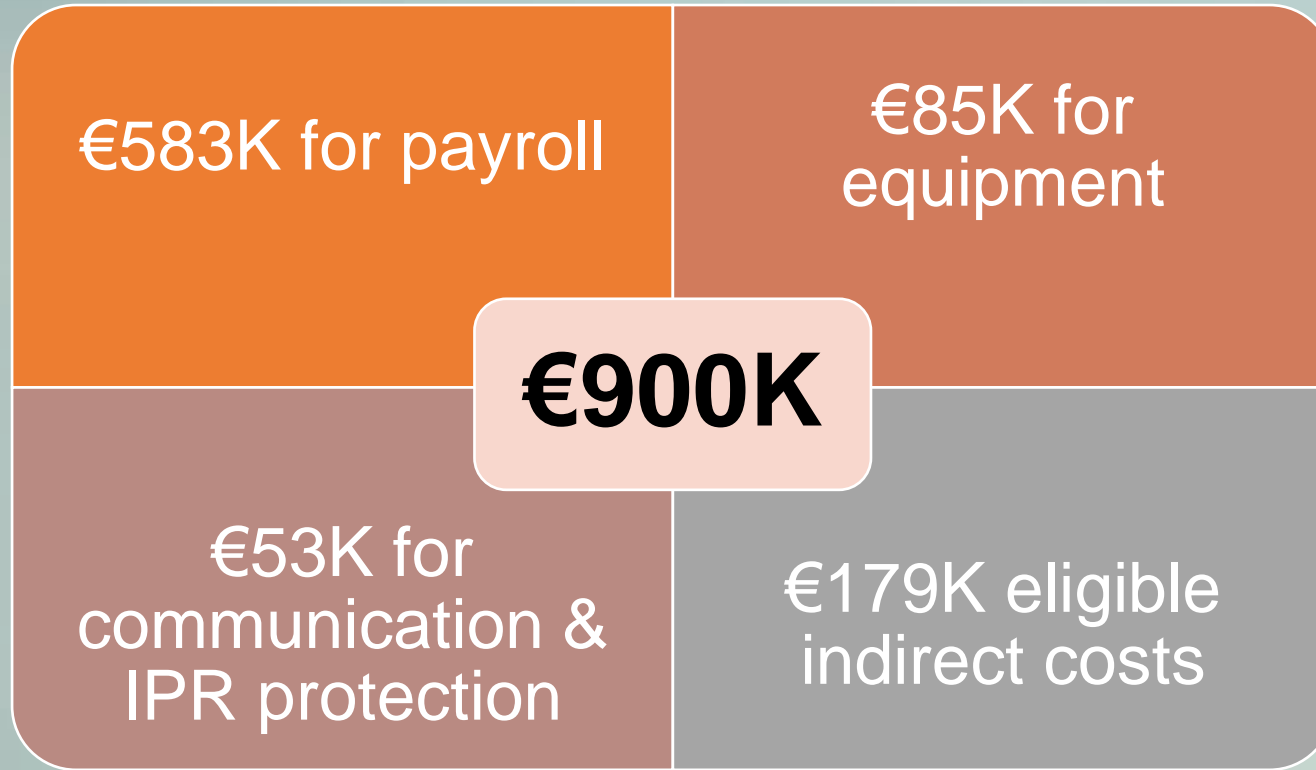 €583K for payroll
€85K for
equipment
€900K
€53K for
communication &
IPR protection
€179K eligible
indirect costs